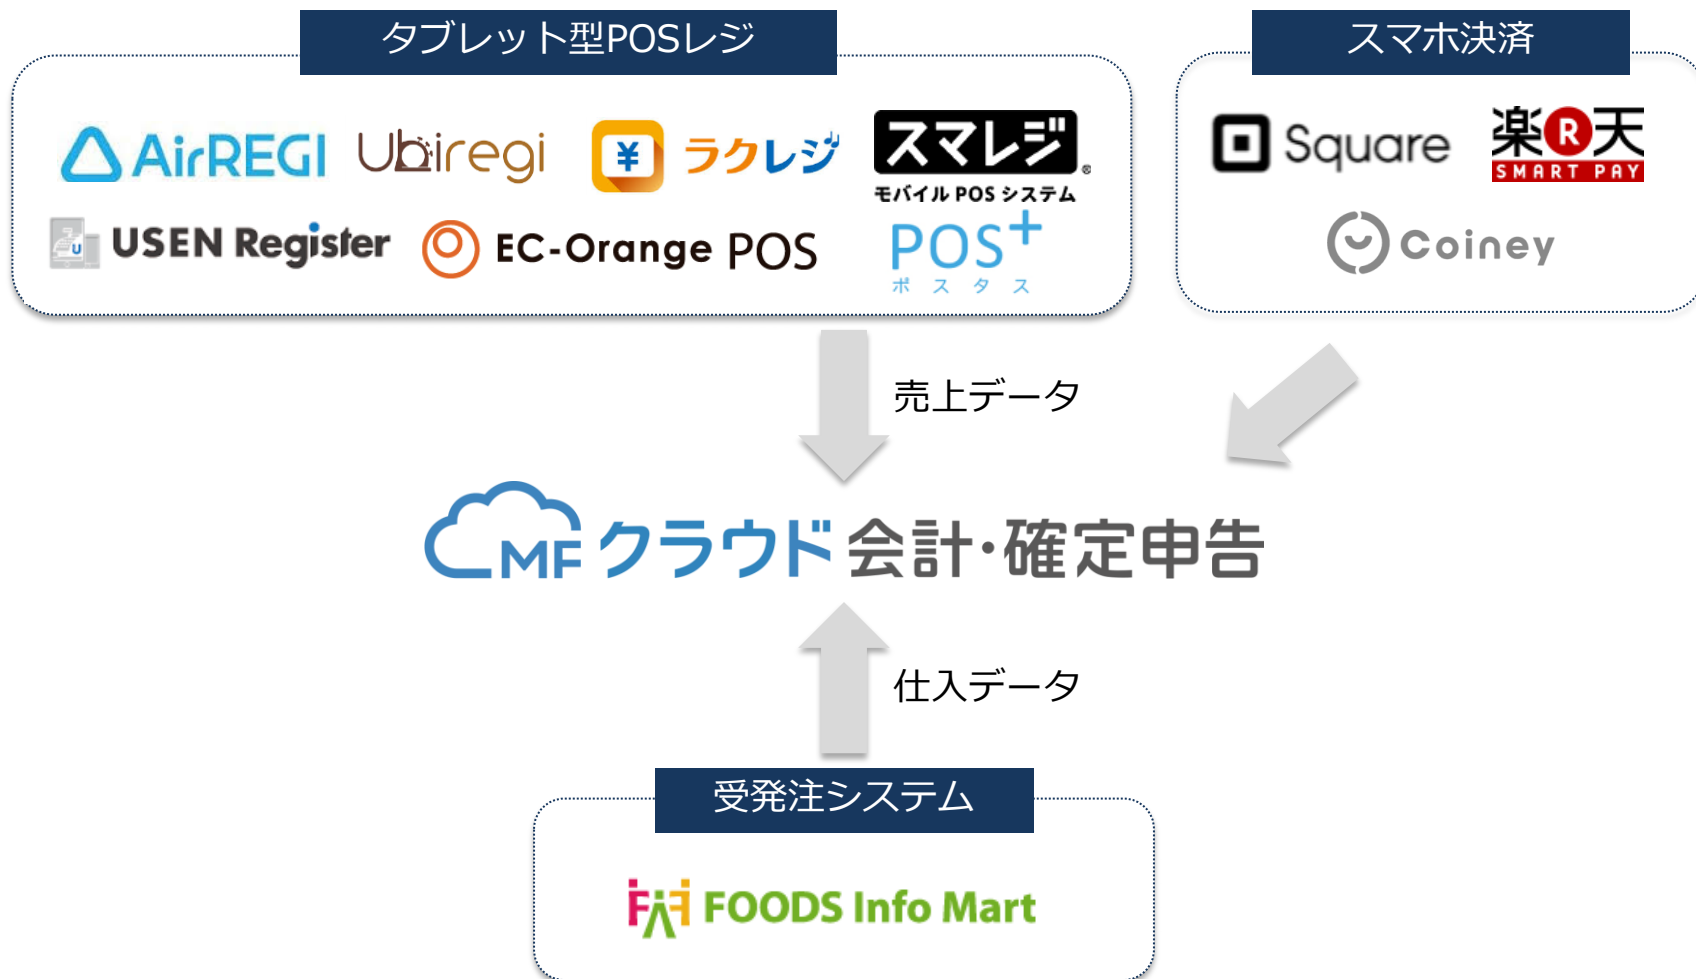 タブレット型POSレジ
スマホ決済
AirREGI
Ubiregi
¥ ラクレジ
スマレジ®
モバイル POS システム
U USEN Register
EC-Orange POS
POS+
ポスタス
Square
楽R天
SMART PAY
Coiney
売上データ
MFクラウド 会計・確定申告
仕入データ
受発注システム
FOODS Info Mart